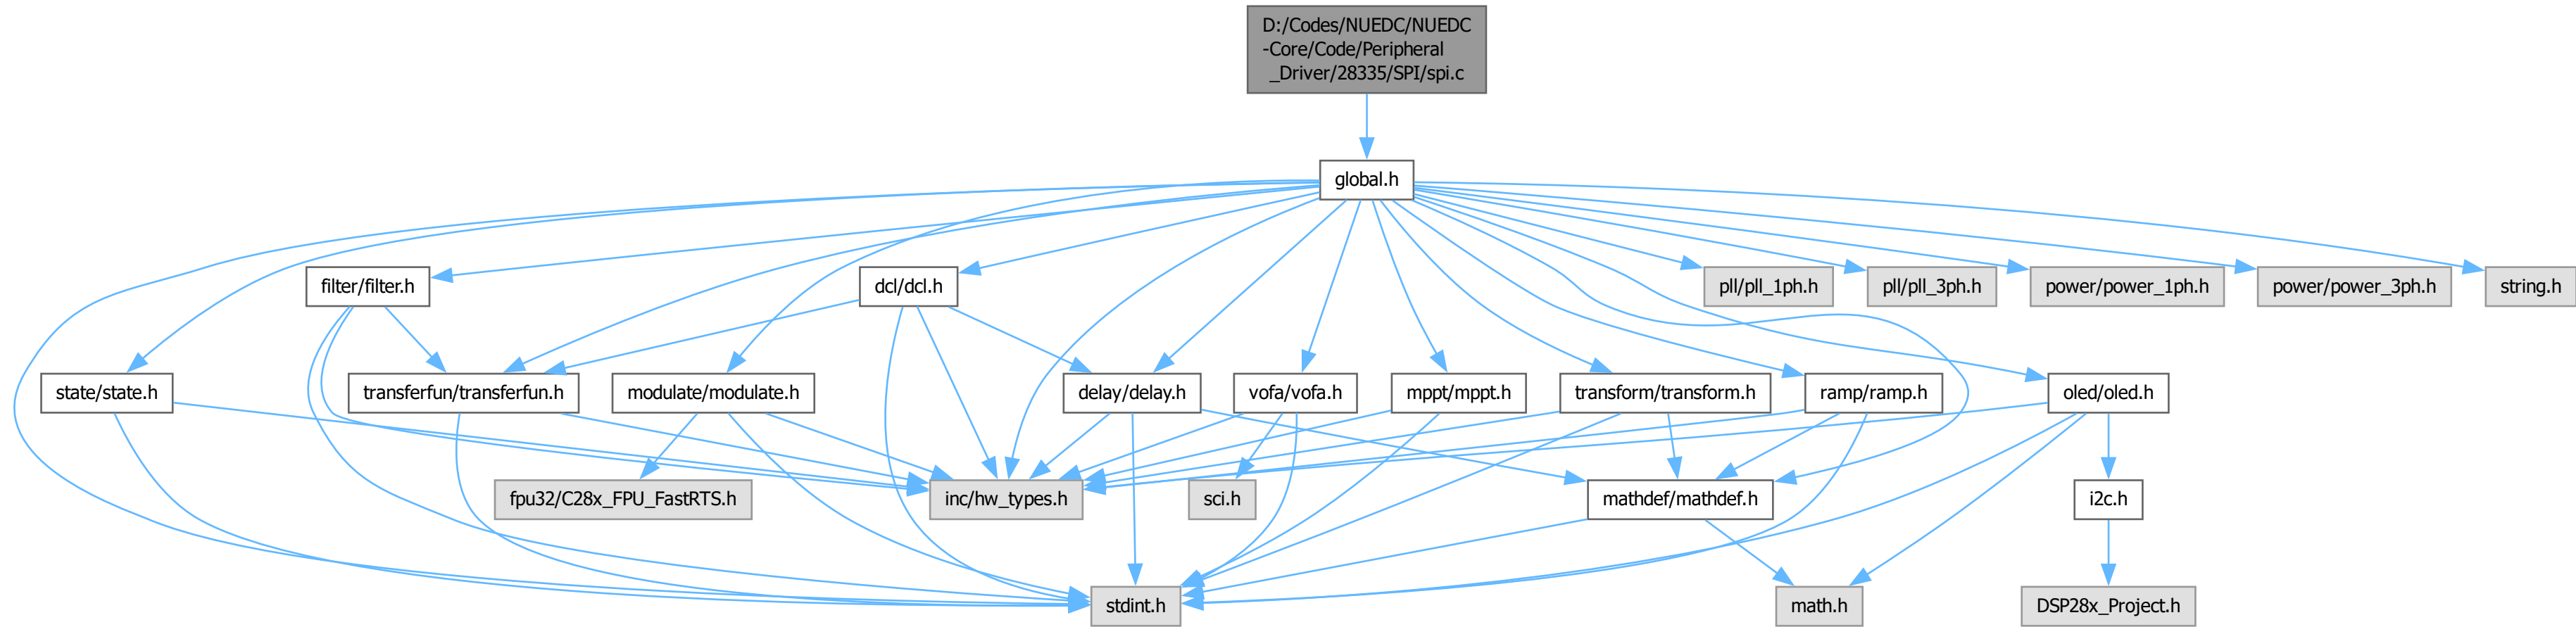 D:/Codes/NUEDC/NUEDC
-Core/Code/Peripheral
_Driver/28335/SPI/spi.c
global.h
filter/filter.h
dcl/dcl.h
pll/pll_1ph.h
pll/pll_3ph.h
power/power_1ph.h
power/power_3ph.h
string.h
state/state.h
transferfun/transferfun.h
modulate/modulate.h
delay/delay.h
vofa/vofa.h
mppt/mppt.h
transform/transform.h
ramp/ramp.h
oled/oled.h
fpu32/C28x_FPU_FastRTS.h
inc/hw_types.h
sci.h
mathdef/mathdef.h
i2c.h
stdint.h
math.h
DSP28x_Project.h